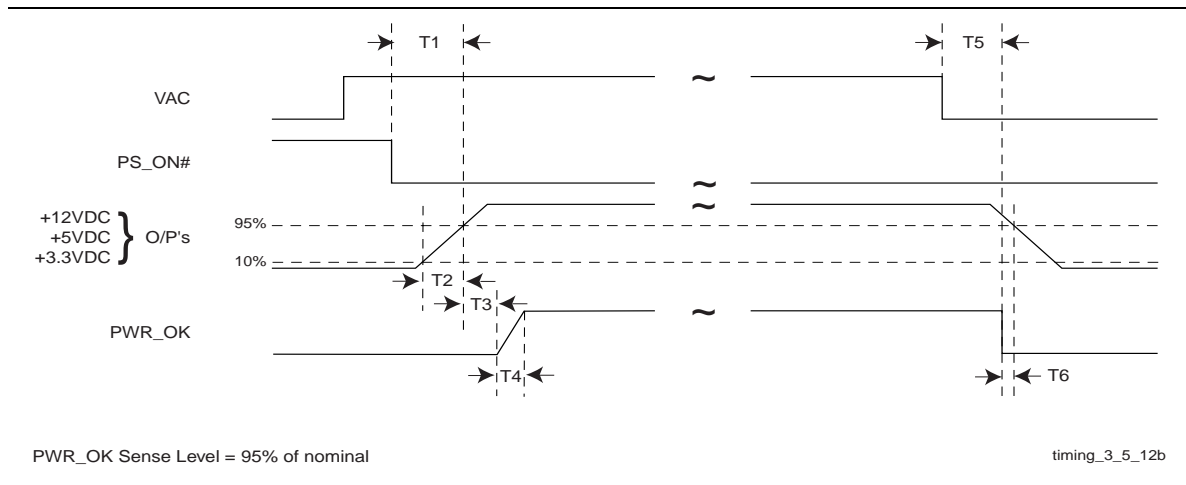 T1
T5
VAC
PS_ON#
~
~
~
~
+12VDC
+5VDC
+3.3VDC
} O/P's
95%
10%
T2
T3
PWR_OK
~
T4
T6
PWR_OK Sense Level = 95% of nominal
timing_3_5_12b